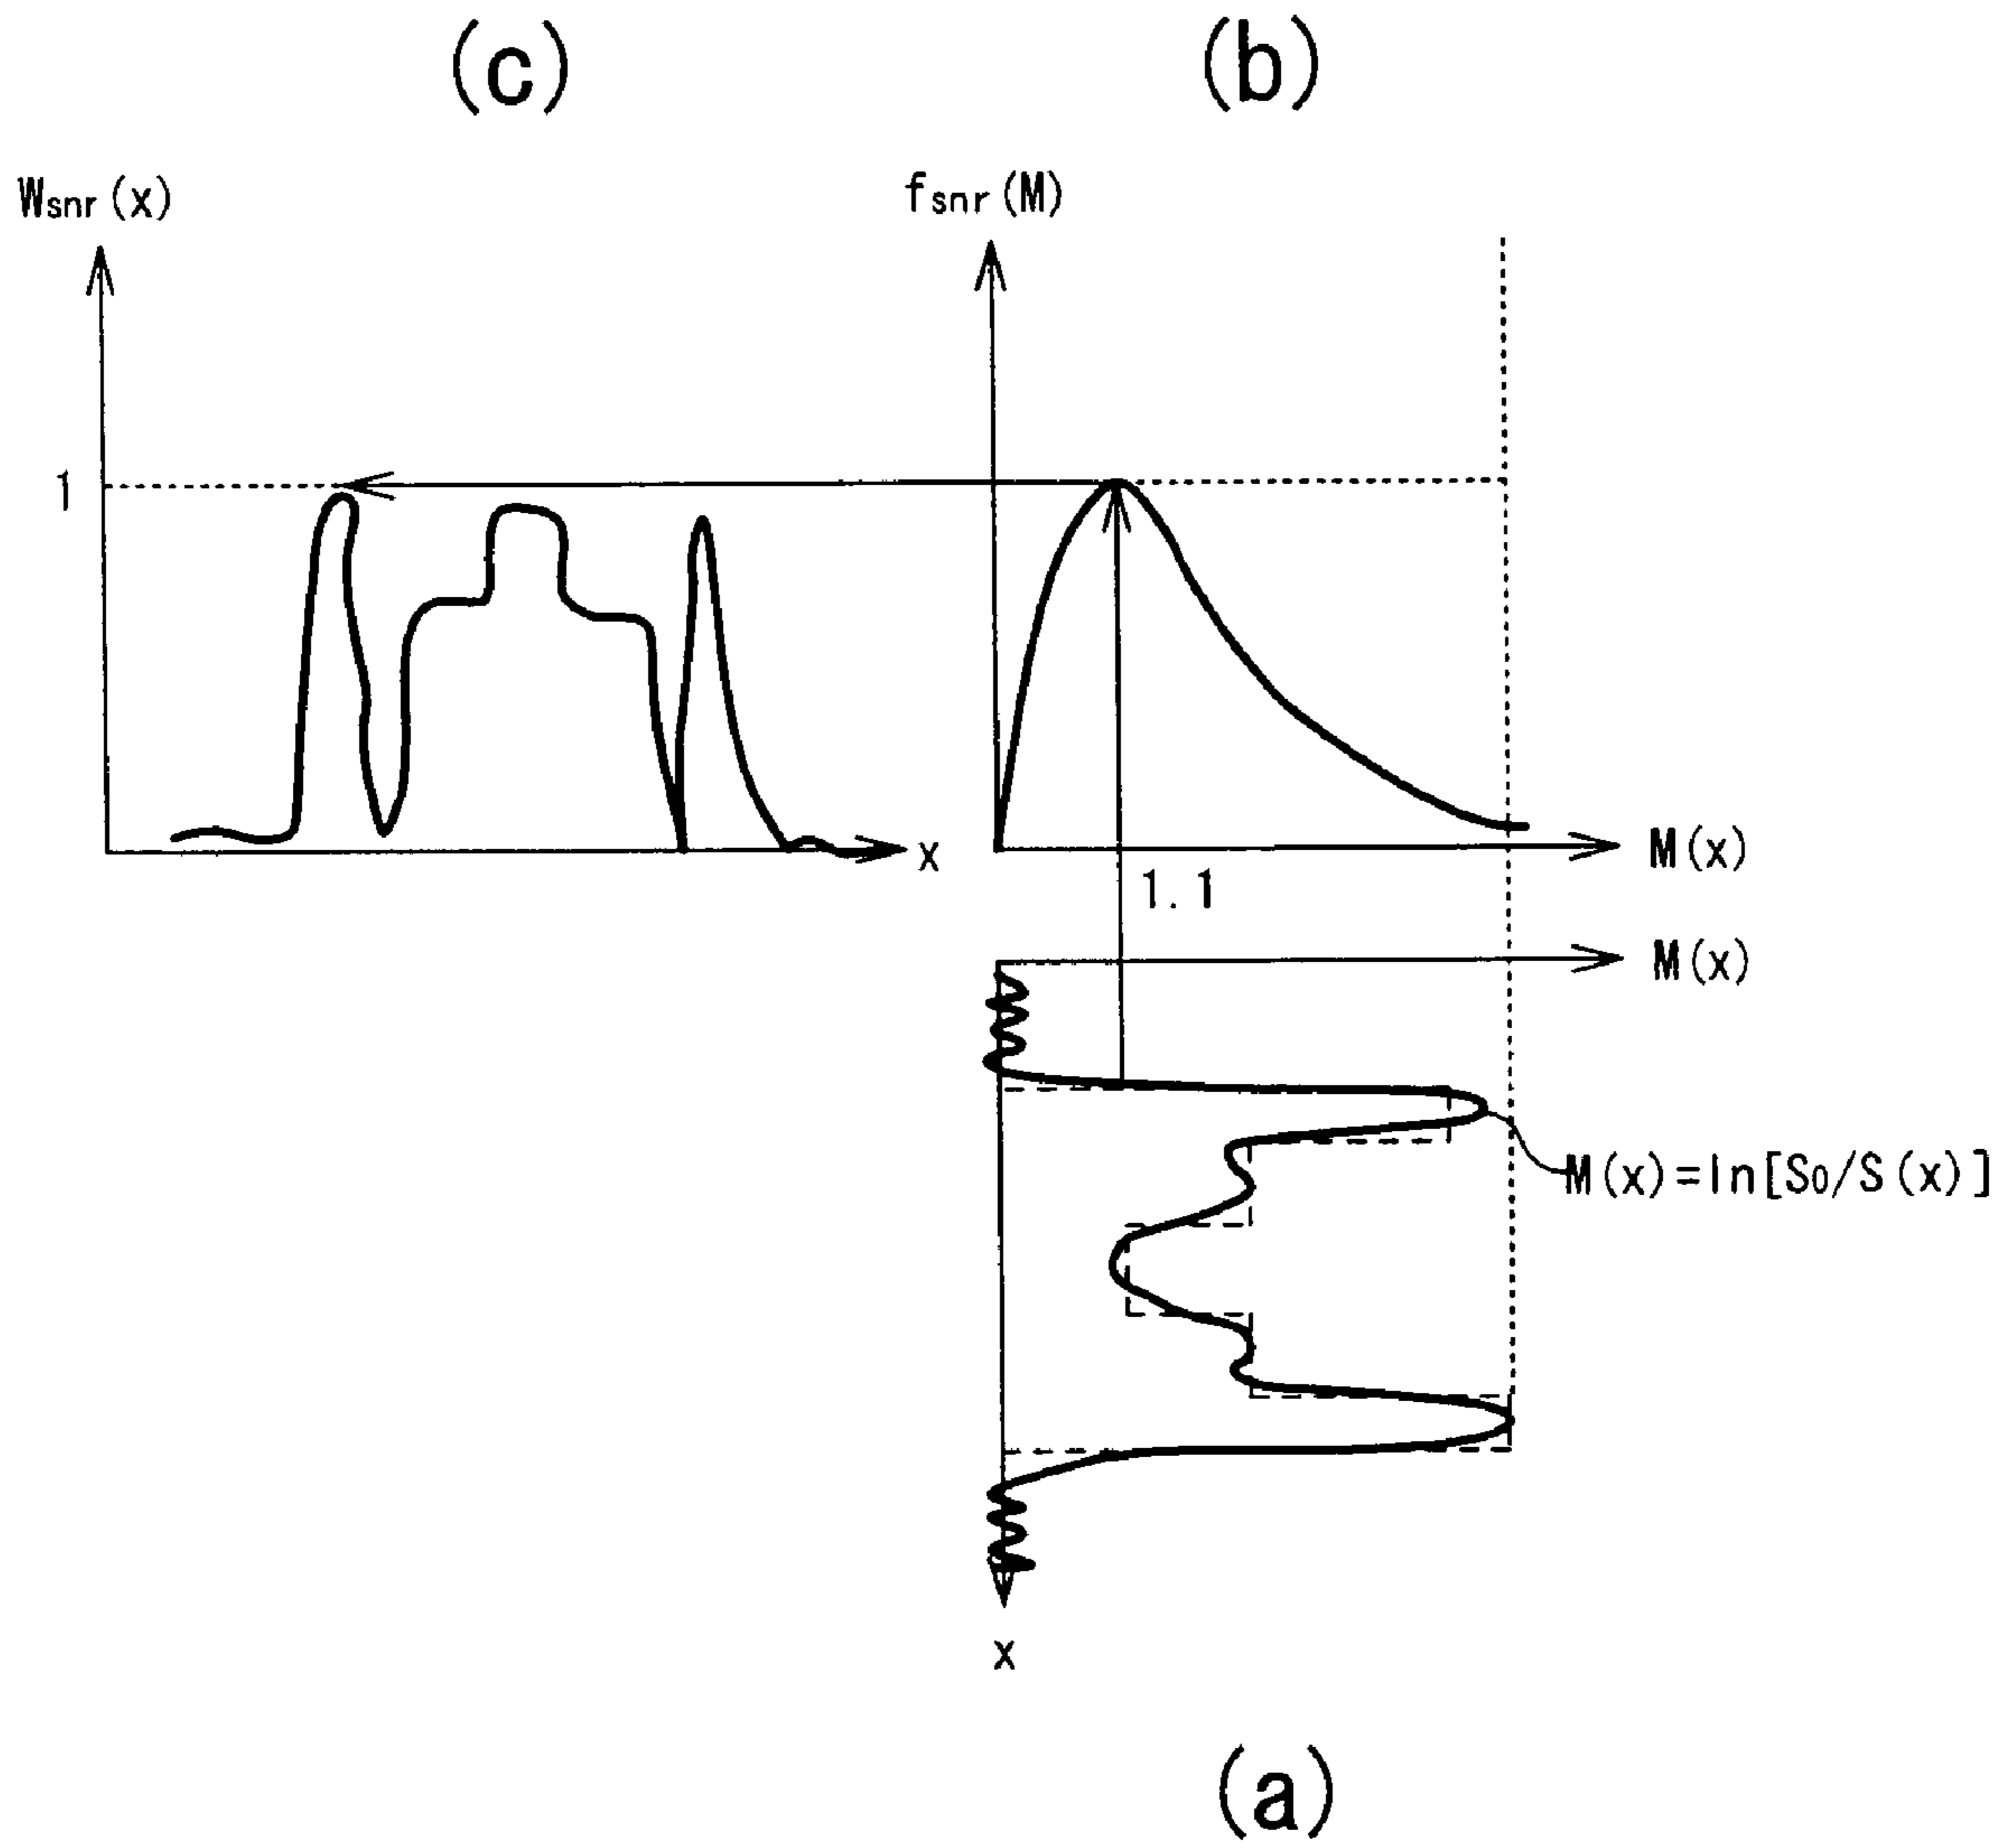 (c)
(b)
Wsnr(x)
fsnr(M)
1
x
M(x)
1.1
M(x)
M(x)=ln[S0/S(x)]
x
(a)